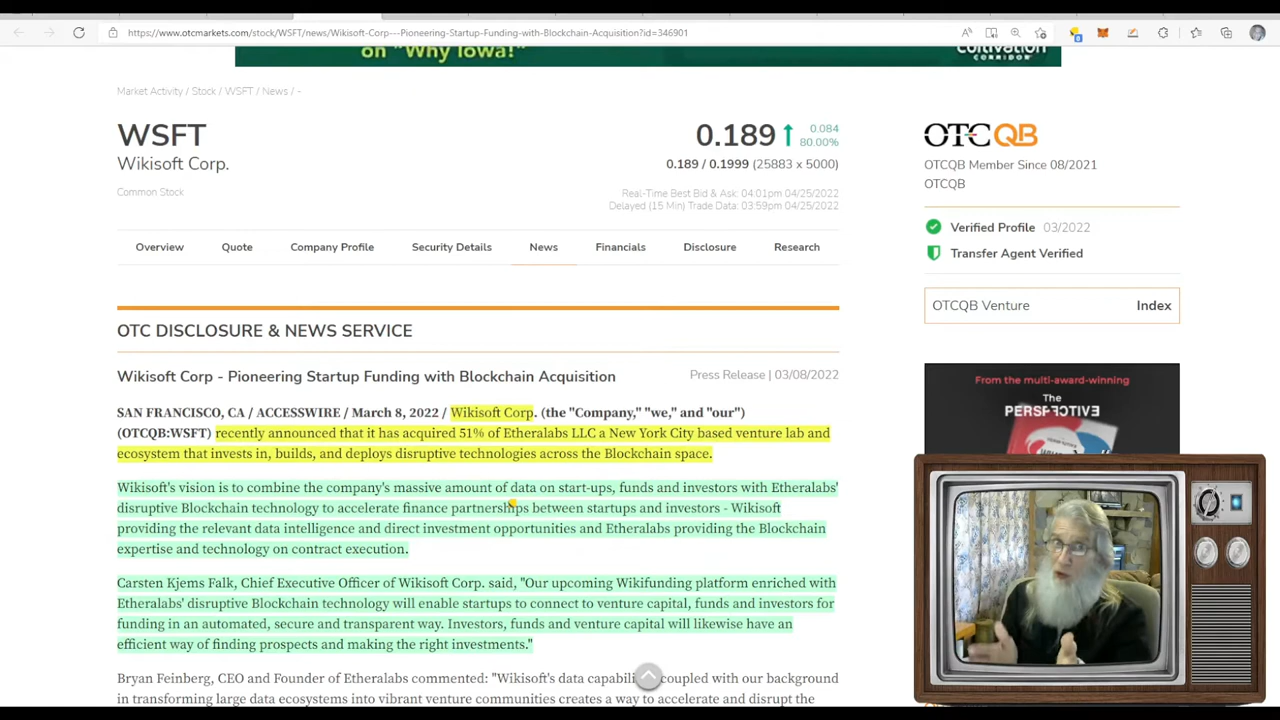 https://www.otcmarkets.com/stock/WSFT/news/Wikisoft-Corp---Pioneering-Startup-Funding-with-Blockchain-Acquisition?id=346901
on "Why Iowa!"
cultivation
CORRIDOR
Market Activity / Stock / WSFT / News / -
WSFT
0.189
0.084
80.00%
Wikisoft Corp.
0.189 / 0.1999 (25883 x 5000)
Common Stock
Real-Time Best Bid & Ask: 04:01pm 04/25/2022
Delayed (15 Min) Trade Data: 03:59pm 04/25/2022
OTCQB
OTCQB Member Since 08/2021
OTCQB
Verified Profile 03/2022
Transfer Agent Verified
OTCQB Venture Index
Overview Quote Company Profile Security Details News Financials Disclosure Research
OTC DISCLOSURE & NEWS SERVICE
Wikisoft Corp - Pioneering Startup Funding with Blockchain Acquisition
Press Release | 03/08/2022
SAN FRANCISCO, CA / ACCESSWIRE / March 8, 2022 / Wikisoft Corp. (the "Company," "we," and "our")
(OTCQB:WSFT) recently announced that it has acquired 51% of Etheralabs LLC a New York City based venture lab and
ecosystem that invests in, builds, and deploys disruptive technologies across the Blockchain space.
Wikisoft's vision is to combine the company's massive amount of data on start-ups, funds and investors with Etheralabs'
disruptive Blockchain technology to accelerate finance partnerships between startups and investors - Wikisoft
providing the relevant data intelligence and direct investment opportunities and Etheralabs providing the Blockchain
expertise and technology on contract execution.
Carsten Kjems Falk, Chief Executive Officer of Wikisoft Corp. said, "Our upcoming Wikifunding platform enriched with
Etheralabs' disruptive Blockchain technology will enable startups to connect to venture capital, funds and investors for
funding in an automated, secure and transparent way. Investors, funds and venture capital will likewise have an
efficient way of finding prospects and making the right investments."
Bryan Feinberg, CEO and Founder of Etheralabs commented: "Wikisoft's data coupled with our background
in transforming large data ecosystems into vibrant venture communities creates a way to accelerate and disrupt the
From the multi-award-winning
The
PERSPECTIVE